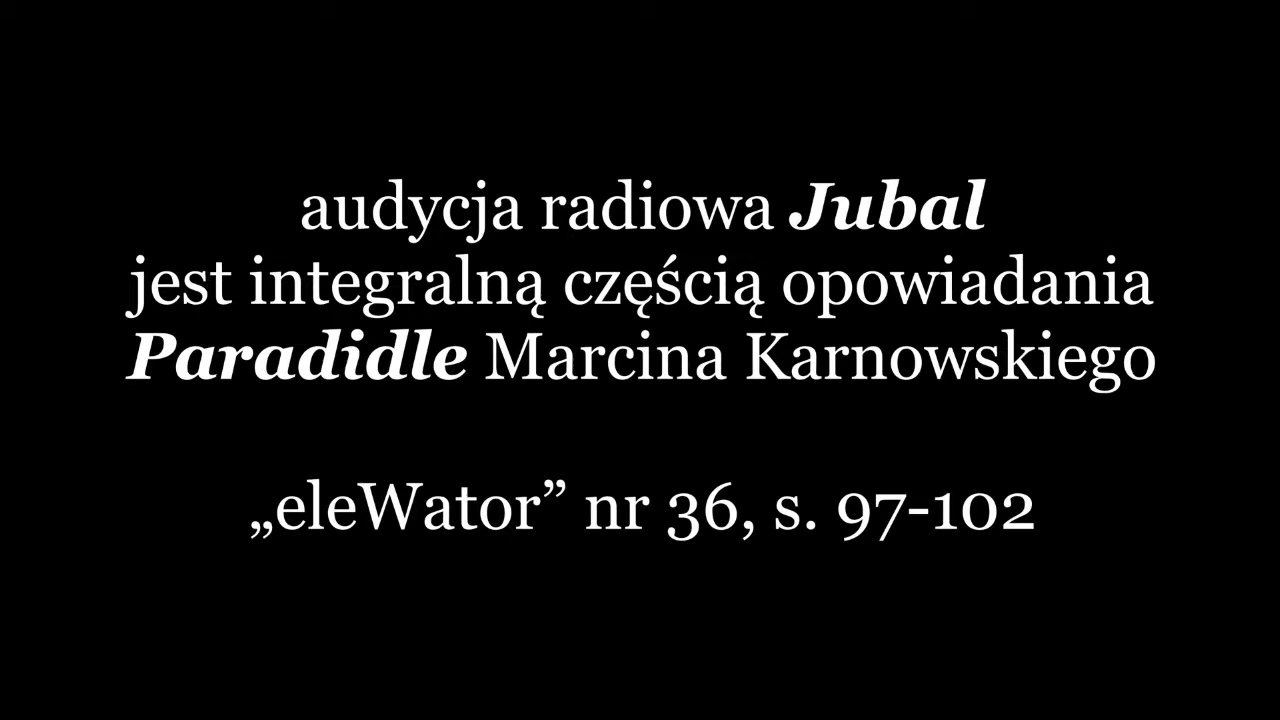 audycja radiowa Jubal
jest integralną częścią opowiadania
Paradidle Marcina Karnowskiego
„eleWator” nr 36, s. 97-102